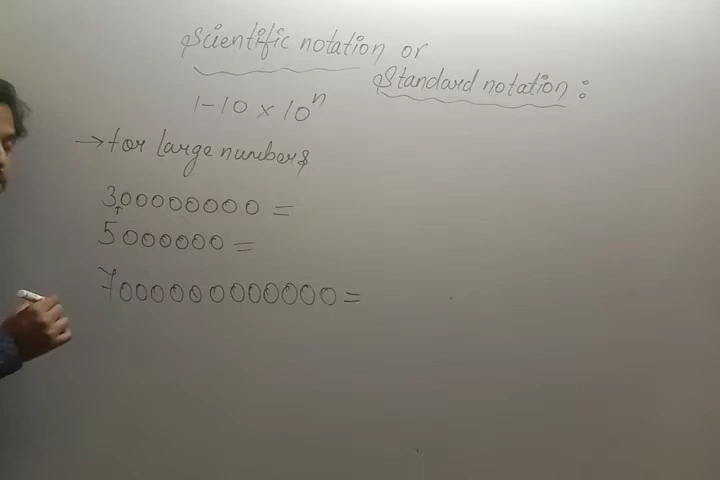 Scientific notation or
Standard notation :
1-10 × 10ⁿ
→ for large numbers
300000000 =
5000000 =
7000000000000 =